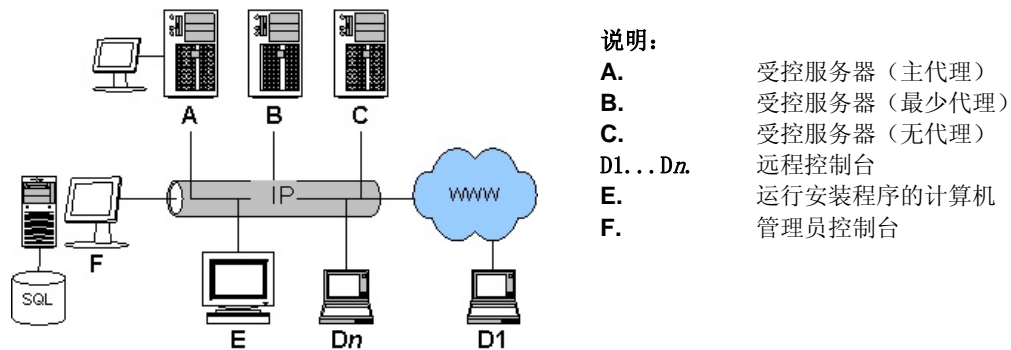 A
B
C
IP
WWW
F
SQL
E
Dn
D1
说明：
A. 受控服务器（主代理）
B. 受控服务器（最少代理）
C. 受控服务器（无代理）
D1...Dn. 远程控制台
E. 运行安装程序的计算机
F. 管理员控制台